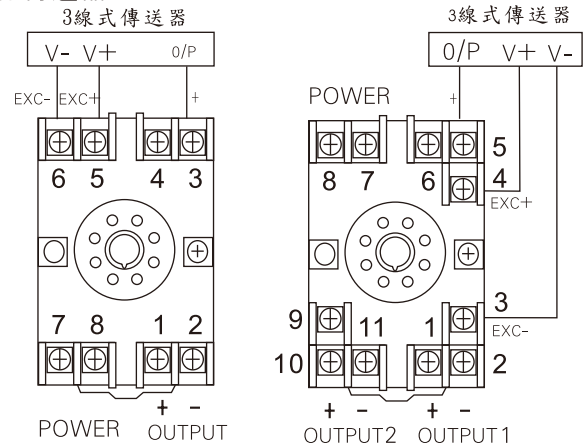 3線式傳送器
V- V+ O/P
EXC- EXC+ +
6 5 4 3
7 8 1 2
+ -
POWER OUTPUT
3線式傳送器
O/P V+ V-
POWER +
5
8 7 6 4
EXC+
3
9 11 1
EXC-
10 2
+ - + -
OUTPUT2 OUTPUT1